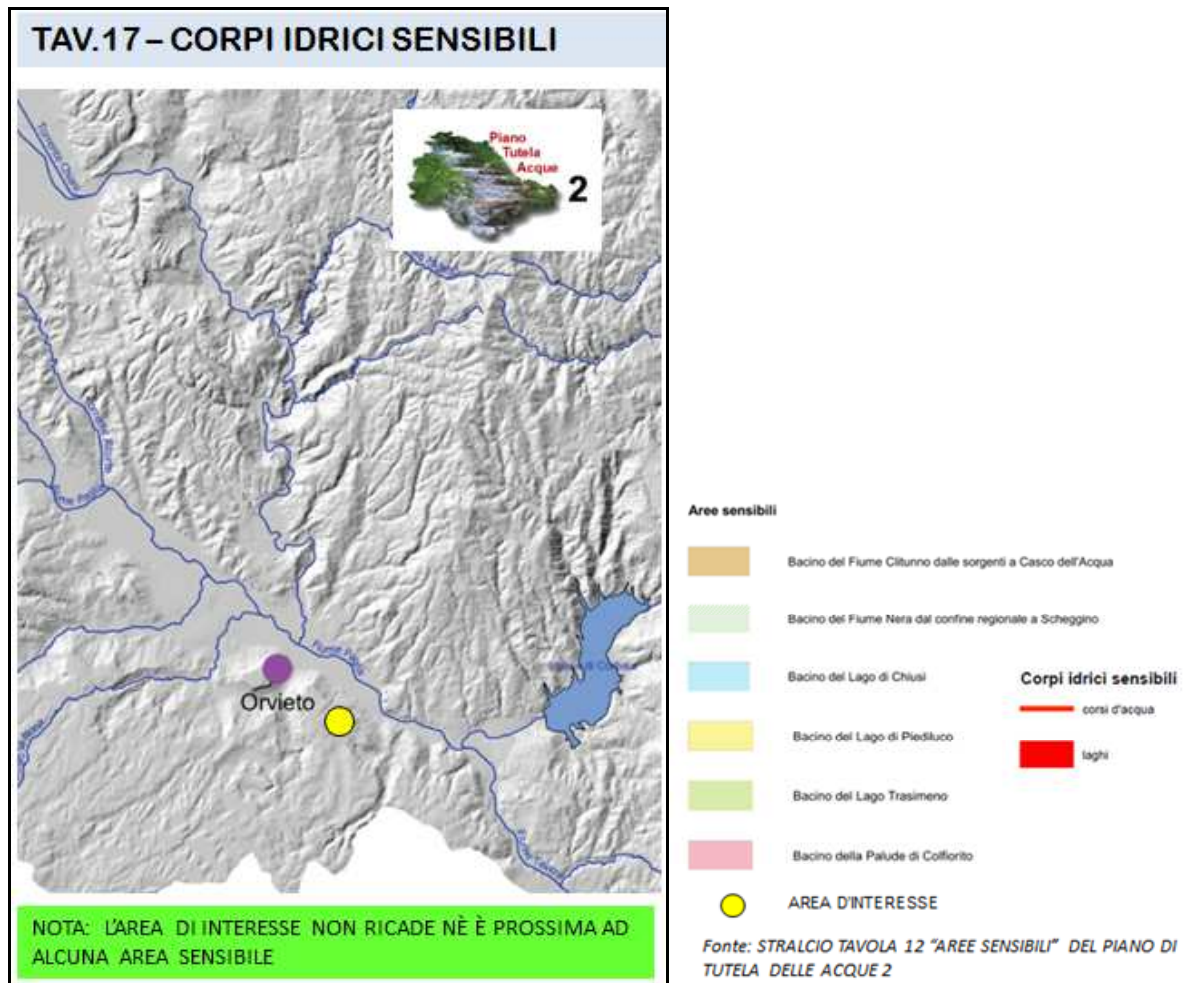 TAV.17 – CORPI IDRICI SENSIBILI
Piano
Tutela
Acque
2
Orvieto
Fiume Paglia
NOTA: L'AREA DI INTERESSE NON RICADE NÈ È PROSSIMA AD
ALCUNA AREA SENSIBILE
Aree sensibili
Bacino del Fiume Clitunno dalle sorgenti a Casco dell'Acqua
Bacino del Fiume Nera dal confine regionale a Scheggino
Bacino del Lago di Chiusi
Bacino del Lago di Piediluco
Bacino del Lago Trasimeno
Bacino della Palude di Colfiorito
AREA D'INTERESSE
Corpi idrici sensibili
corsi d'acqua
laghi
Fonte: STRALCIO TAVOLA 12 "AREE SENSIBILI" DEL PIANO DI
TUTELA DELLE ACQUE 2